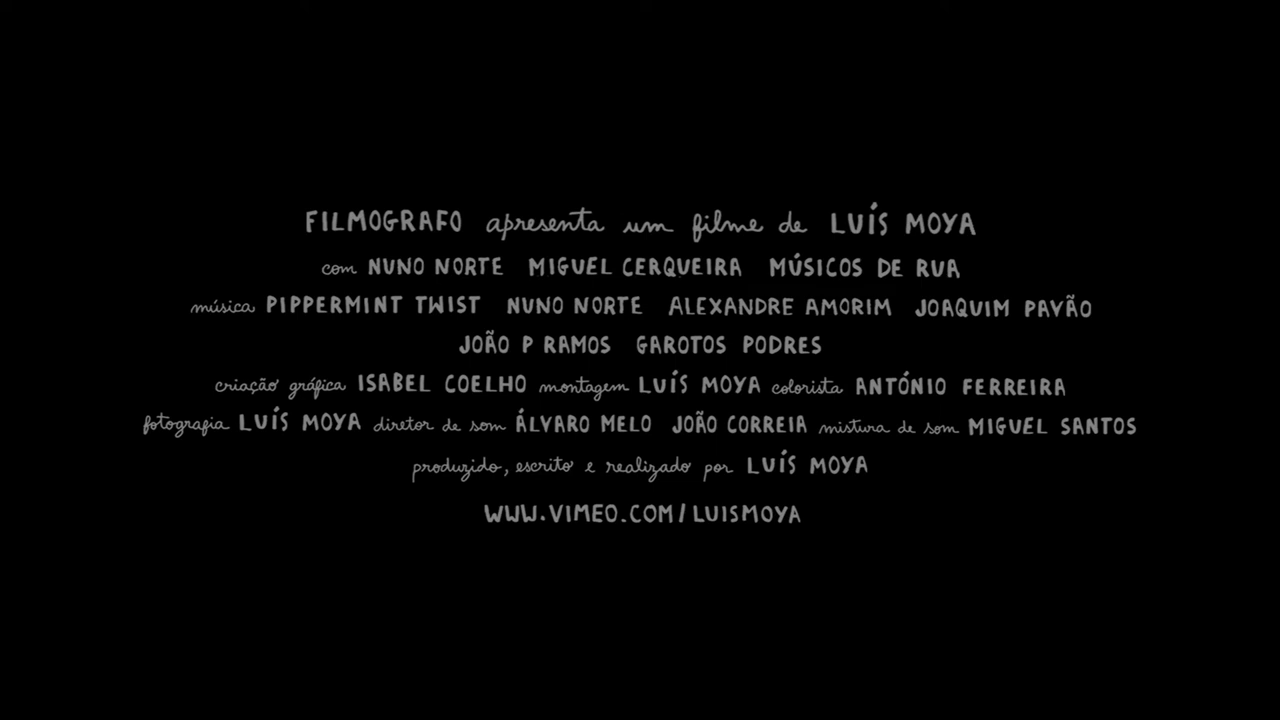 FILMOGRAFO apresenta um filme de LUÍS MOYA
com NUNO NORTE MIGUEL CERQUEIRA MÚSICOS DE RUA
música PIPPERMINT TWIST NUNO NORTE ALEXANDRE AMORIM JOAQUIM PAVÃO
JOÃO P RAMOS GAROTOS PODRES
criação gráfica ISABEL COELHO montagem LUÍS MOYA colorista ANTÓNIO FERREIRA
fotografia LUÍS MOYA diretor de som ÁLVARO MELO JOÃO CORREIA mistura de som MIGUEL SANTOS
produzido, escrito e realizado por LUÍS MOYA
WWW.VIMEO.COM/LUISMOYA